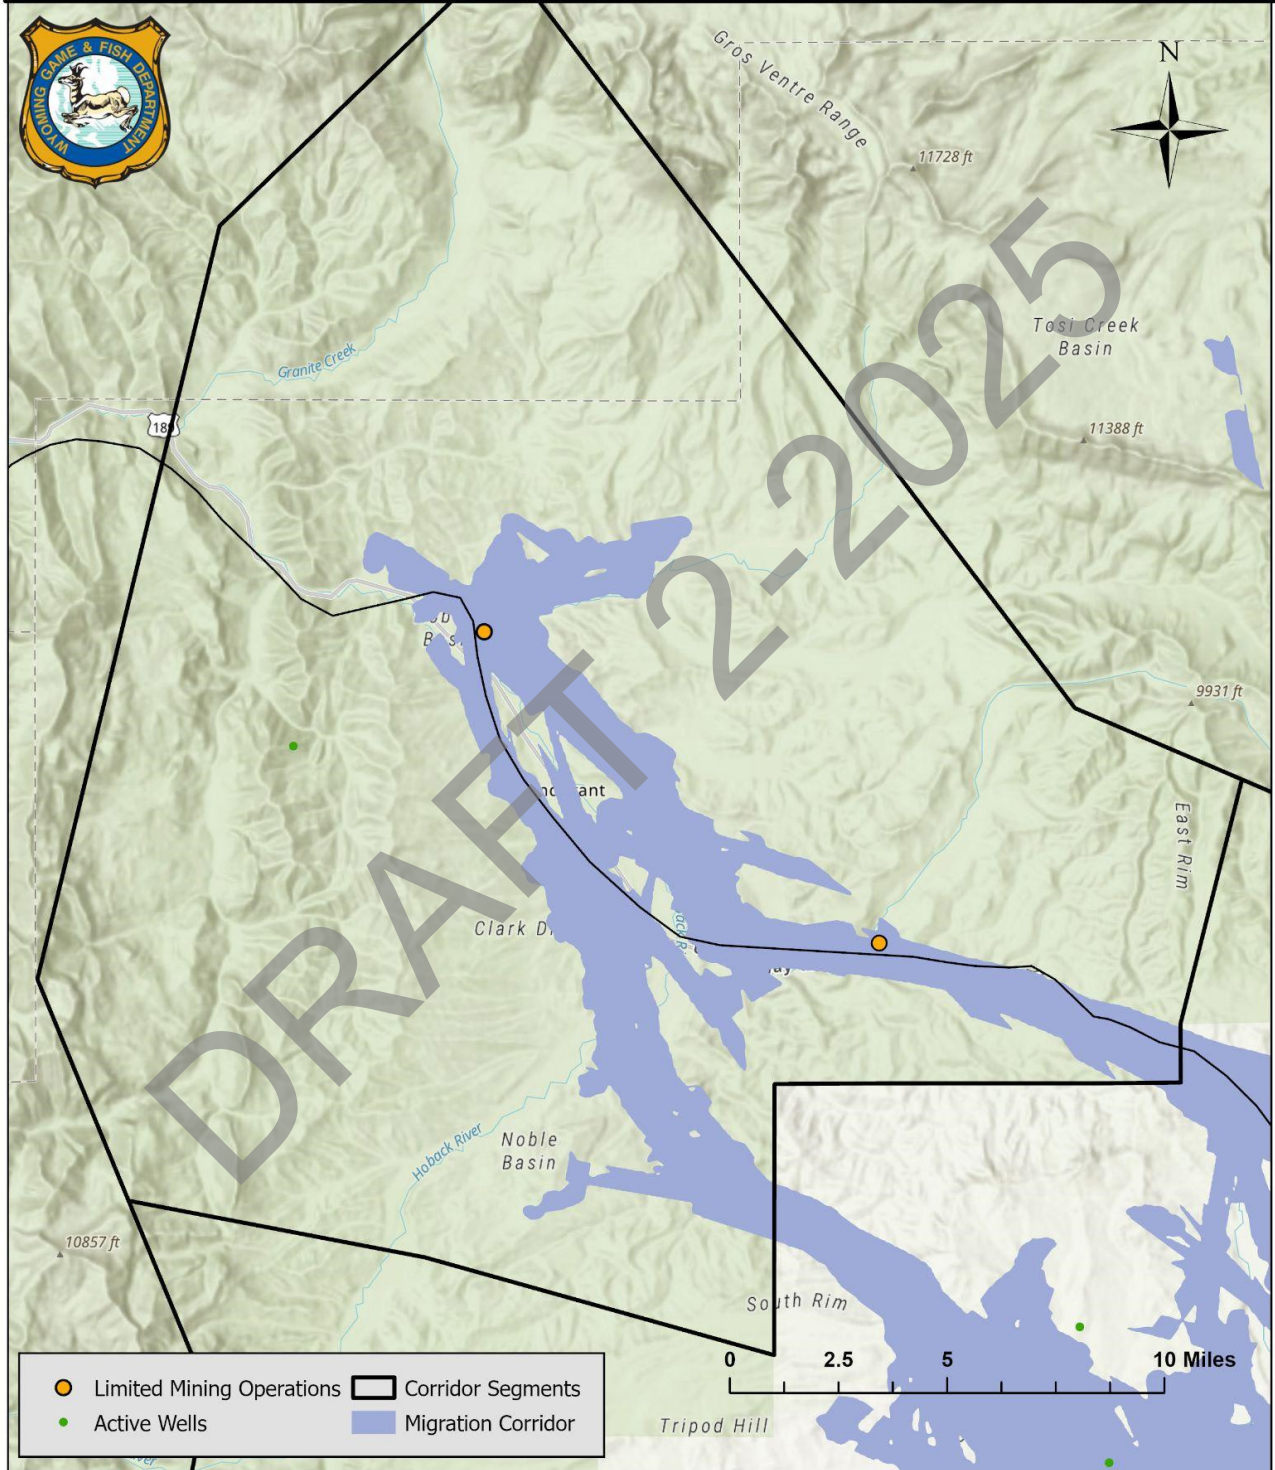 WYOMING GAME & FISH DEPARTMENT
N
Gros Ventre Range
11728 ft
Tosi Creek
Basin
Granite Creek
189
11388 ft
9931 ft
East Rim
Clark
Noble
Basin
Hoback River
10857 ft
South Rim
Tripod Hill
DRAFT 2-2025
0 2.5 5 10 Miles
Limited Mining Operations
Corridor Segments
Active Wells
Migration Corridor